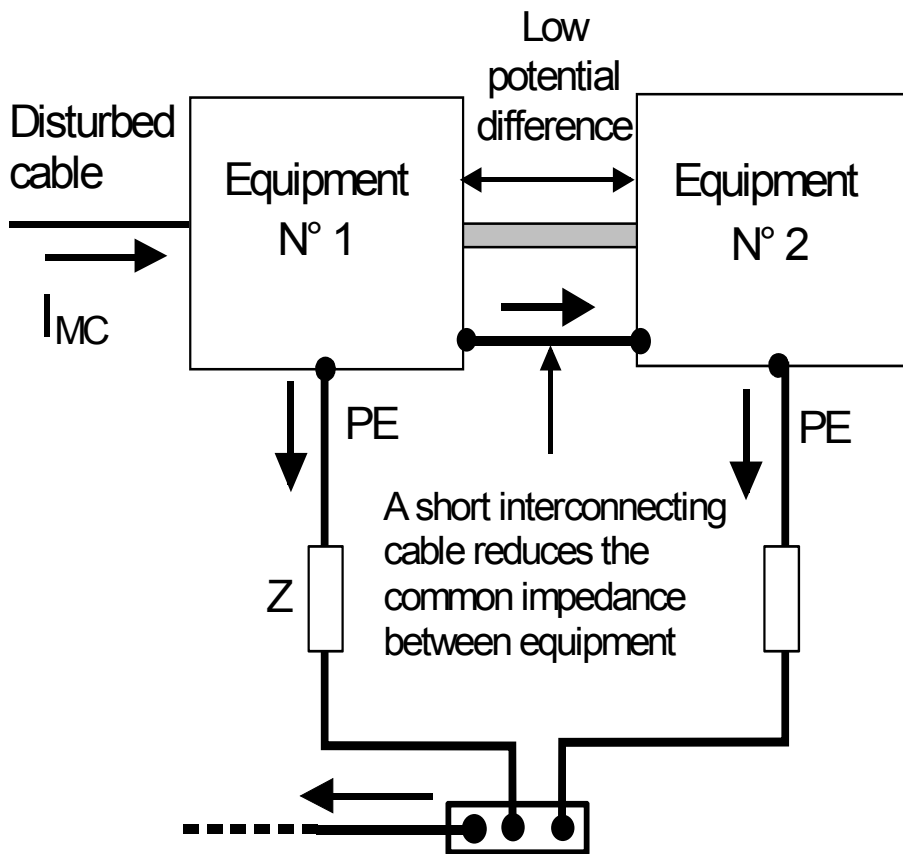 Low
potential
difference
Disturbed
cable
Equipment
N° 1
Equipment
N° 2
IMC
PE
PE
A short interconnecting
cable reduces the
common impedance
between equipment
Z